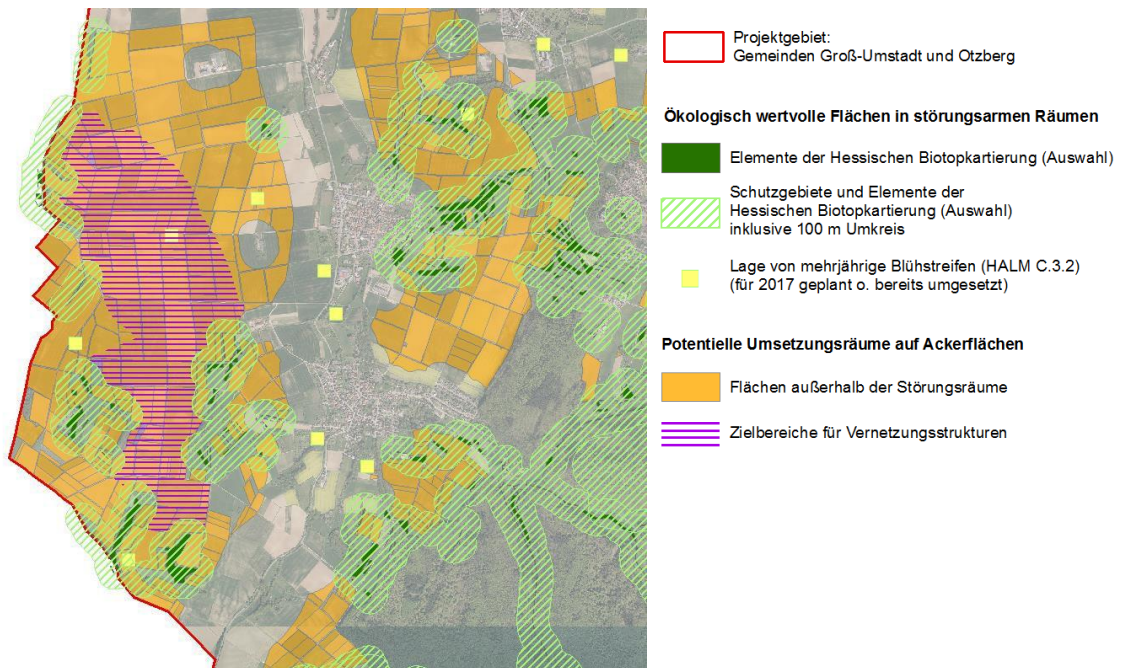 Projektgebiet:
Gemeinden Groß-Umstadt und Otzberg
Ökologisch wertvolle Flächen in störungsarmen Räumen
Elemente der Hessischen Biotopkartierung (Auswahl)
Schutzgebiete und Elemente der
Hessischen Biotopkartierung (Auswahl)
inklusive 100 m Umkreis
Lage von mehrjährige Blühstreifen (HALM C.3.2)
(für 2017 geplant o. bereits umgesetzt)
Potentielle Umsetzungsräume auf Ackerflächen
Flächen außerhalb der Störungsräume
Zielbereiche für Vernetzungsstrukturen